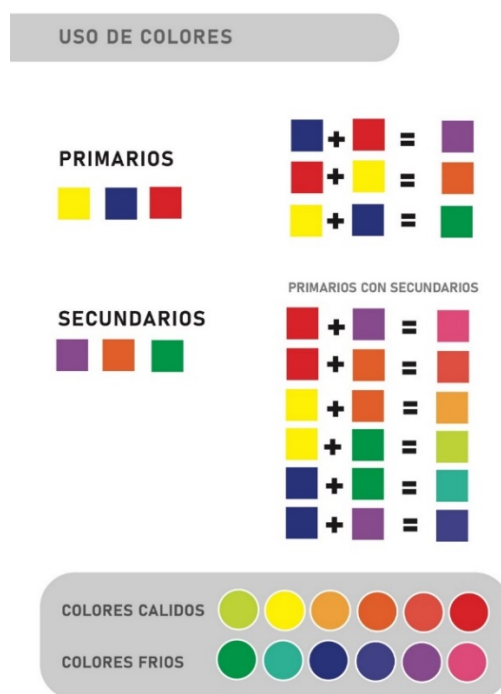 USO DE COLORES
PRIMARIOS
+ =
+ =
+ =
SECUNDARIOS
PRIMARIOS CON SECUNDARIOS
+ =
+ =
+ =
+ =
+ =
+ =
COLORES CALIDOS
COLORES FRIOS